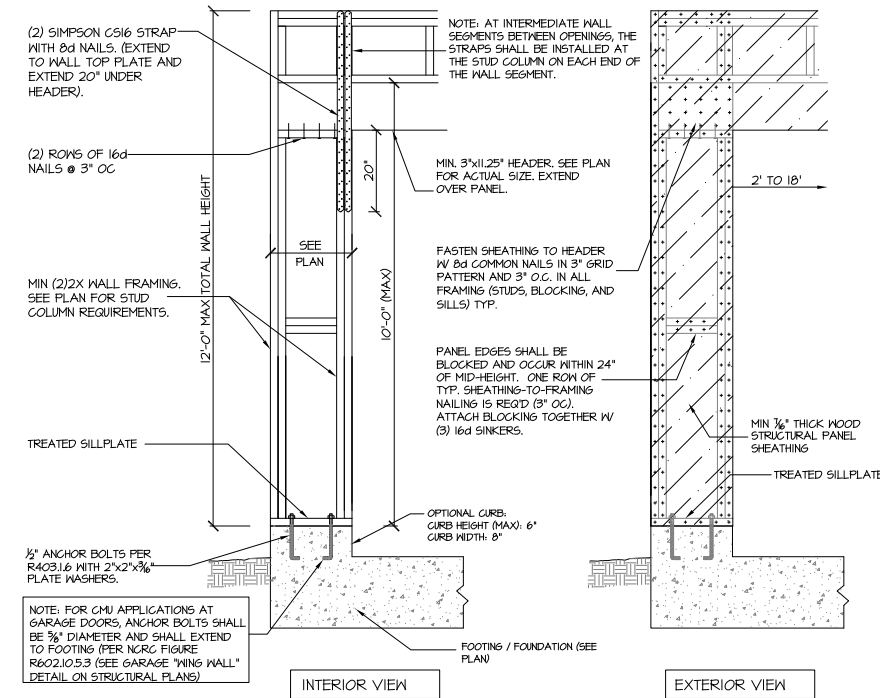 (2) SIMPSON CS16 STRAP
WITH 8d NAILS. (EXTEND
TO WALL TOP PLATE AND
EXTEND 20" UNDER
HEADER).
(2) ROWS OF 16d
NAILS @ 3" OC
12'-0" MAX TOTAL WALL HEIGHT
MIN (2)2X WALL FRAMING.
SEE PLAN FOR STUD
COLUMN REQUIREMENTS.
TREATED SILLPLATE
½" ANCHOR BOLTS PER
R403.1.6 WITH 2"x2"x3/16"
PLATE WASHERS.
NOTE: FOR CMU APPLICATIONS AT
GARAGE DOORS, ANCHOR BOLTS SHALL
BE 5/8" DIAMETER AND SHALL EXTEND
TO FOOTING (PER NCRC FIGURE
R602.10.5.3 (SEE GARAGE "WING WALL"
DETAIL ON STRUCTURAL PLANS)
SEE
PLAN
20"
10'-0" (MAX)
NOTE: AT INTERMEDIATE WALL
SEGMENTS BETWEEN OPENINGS, THE
STRAPS SHALL BE INSTALLED AT
THE STUD COLUMN ON EACH END OF
THE WALL SEGMENT.
MIN. 3"x11.25" HEADER. SEE PLAN
FOR ACTUAL SIZE. EXTEND
OVER PANEL.
FASTEN SHEATHING TO HEADER
W/ 8d COMMON NAILS IN 3" GRID
PATTERN AND 3" O.C. IN ALL
FRAMING (STUDS, BLOCKING, AND
SILLS) TYP.
PANEL EDGES SHALL BE
BLOCKED AND OCCUR WITHIN 24"
OF MID-HEIGHT. ONE ROW OF
TYP. SHEATHING-TO-FRAMING
NAILING IS REQ'D (3" OC).
ATTACH BLOCKING TOGETHER W/
(3) 16d SINKERS.
OPTIONAL CURB:
CURB HEIGHT (MAX): 6"
CURB WIDTH: 8"
FOOTING / FOUNDATION (SEE
PLAN)
INTERIOR VIEW
2' TO 18'
MIN 7/16" THICK WOOD
STRUCTURAL PANEL
SHEATHING
TREATED SILLPLATE
EXTERIOR VIEW